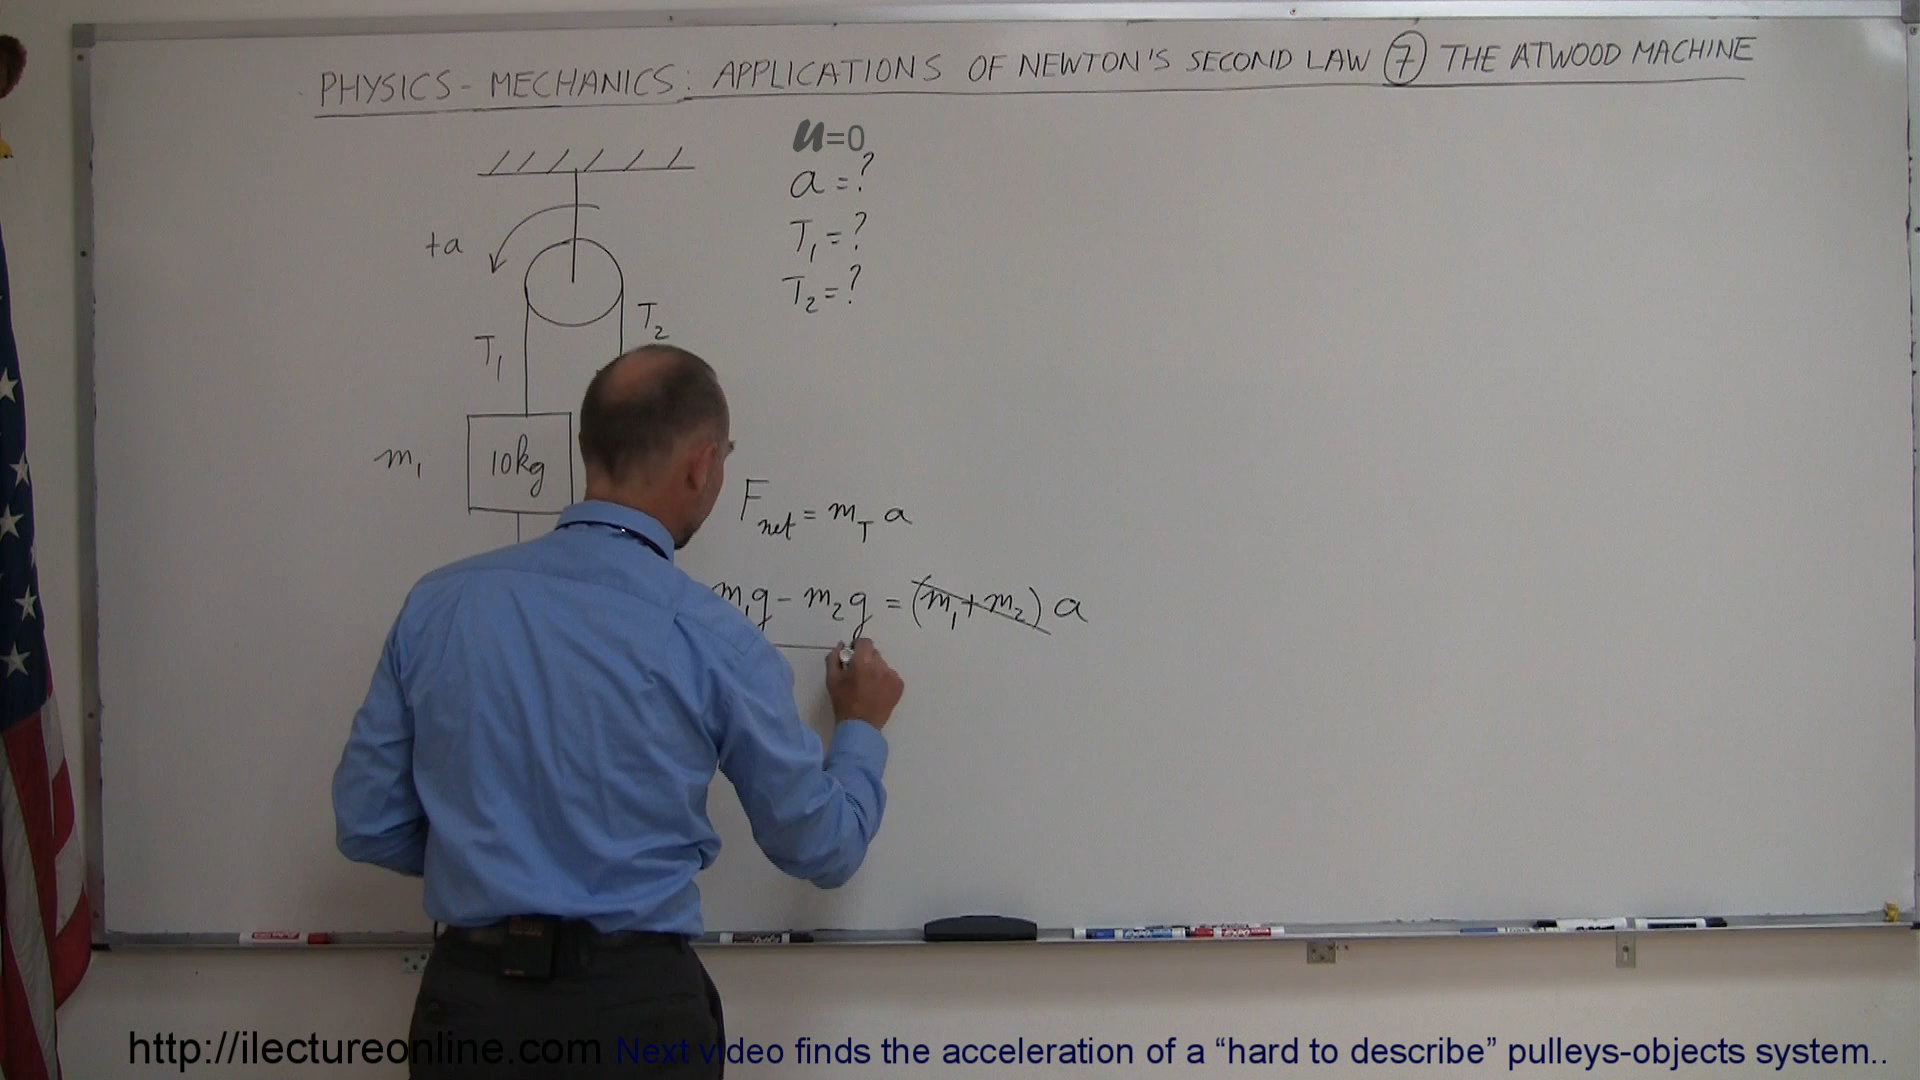 PHYSICS - MECHANICS: APPLICATIONS OF NEWTON'S SECOND LAW ⑦ THE ATWOOD MACHINE
u=0
a = ?
T₁ = ?
T₂ = ?
+a
T₂
T₁
m₁
10kg
F_net = m_T a
m₁g - m₂g = (m₁+m₂) a
http://ilectureonline.com Next video finds the acceleration of a “hard to describe” pulleys-objects system..